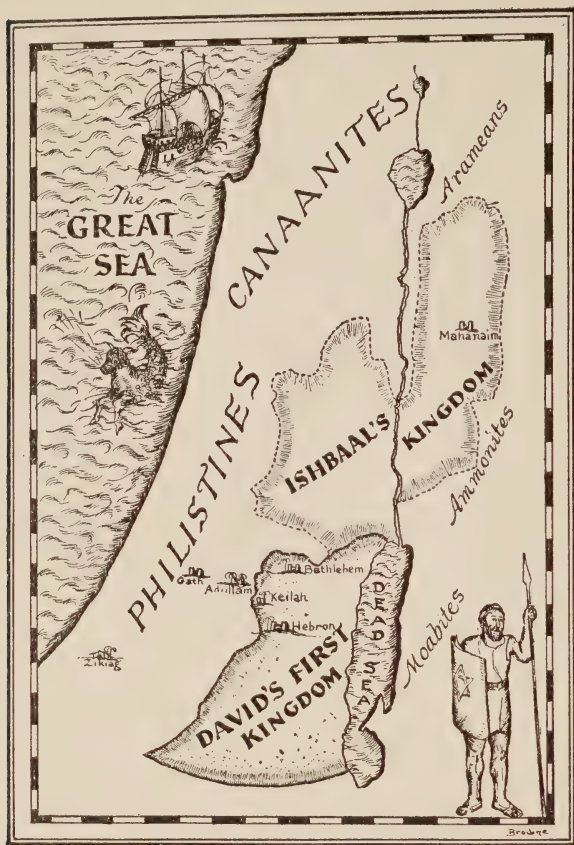 The
GREAT
SEA
CANAANITES
Arameans
Mahanaim
PHILISTINES
ISHBAAL'S
KINGDOM
Ammonites
Gath
Adullam
Bathlehem
Keilah
Hebron
Ziklag
DAVID'S FIRST
KINGDOM
DEAD SEA
Moabites
Browne